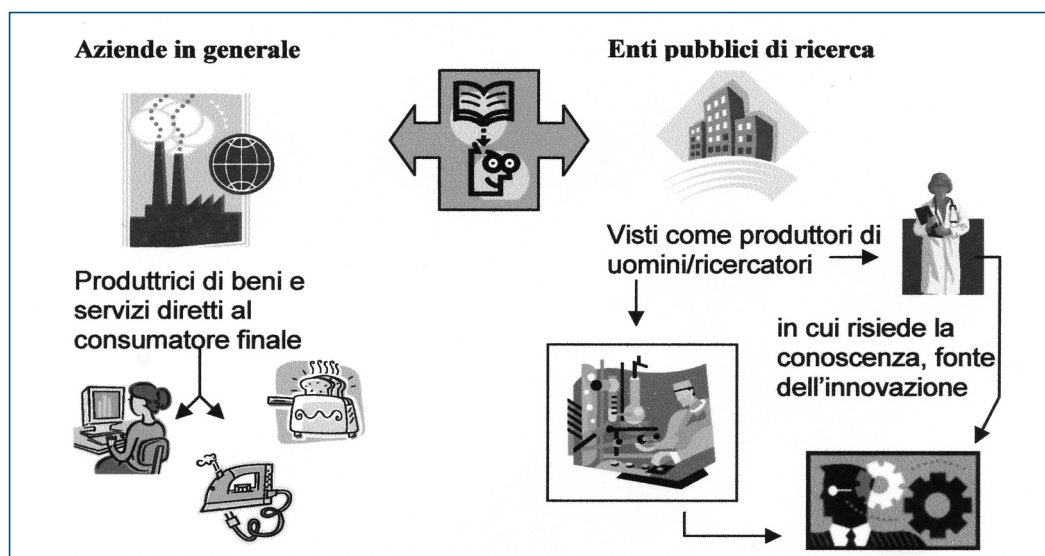 Aziende in generale
Enti pubblici di ricerca
Visti come produttori di
uomini/ricercatori
Produttrici di beni e
servizi diretti al
consumatore finale
in cui risiede la
conoscenza, fonte
dell'innovazione